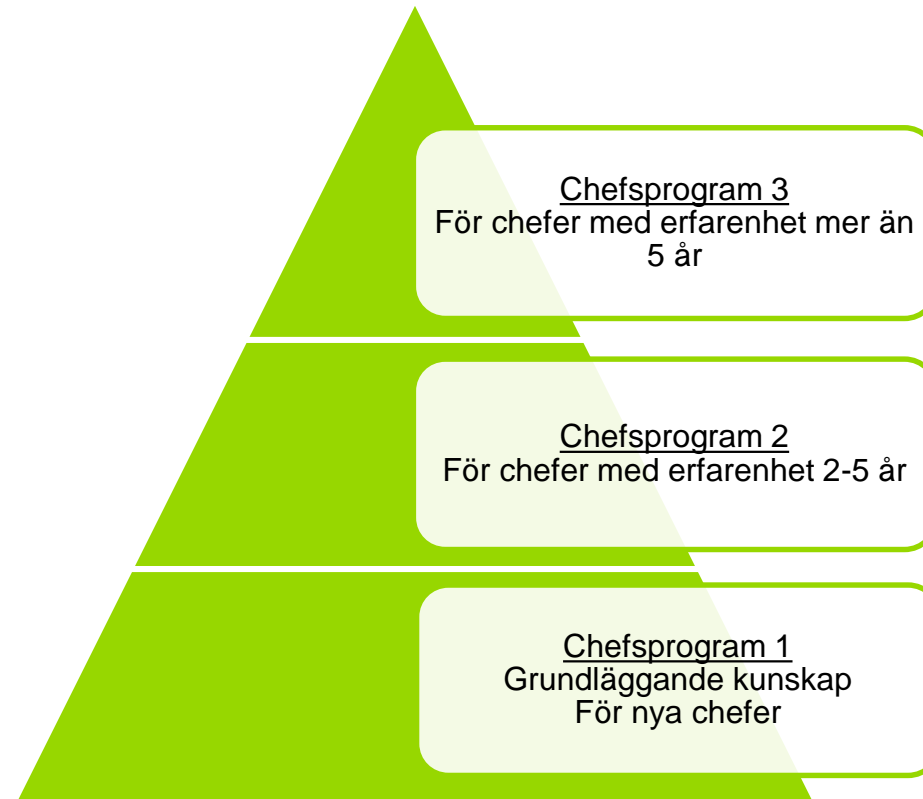 Chefsprogram 3
För chefer med erfarenhet mer än
5 år
Chefsprogram 2
För chefer med erfarenhet 2-5 år
Chefsprogram 1
Grundläggande kunskap
För nya chefer